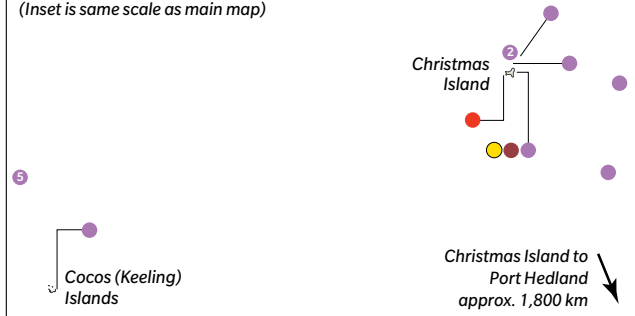 (Inset is same scale as main map)
2
Christmas
Island
5
Cocos (Keeling)
Islands
Christmas Island to
Port Hedland
approx. 1,800 km